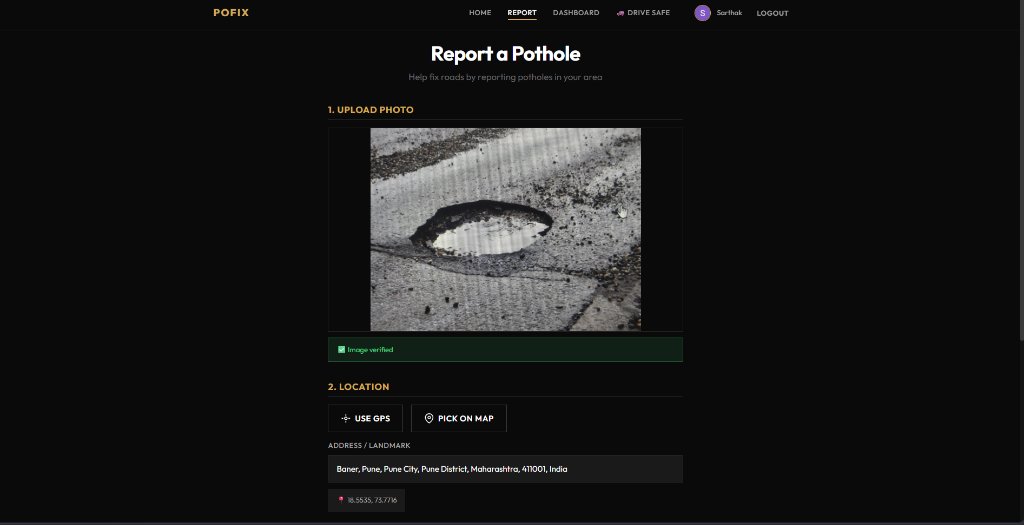 POFIX
HOME REPORT DASHBOARD DRIVE SAFE S Sarthak LOGOUT
Report a Pothole
Help fix roads by reporting potholes in your area
1. UPLOAD PHOTO
Image verified
2. LOCATION
USE GPS PICK ON MAP
ADDRESS / LANDMARK
Baner, Pune, Pune City, Pune District, Maharashtra, 411001, India
18.5535, 73.7716